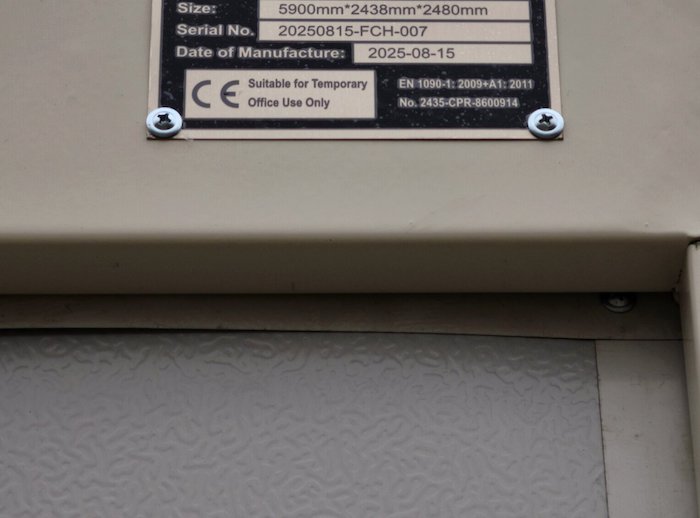 Size: 5900mm*2438mm*2480mm
Serial No. 20250815-FCH-007
Date of Manufacture: 2025-08-15
CE Suitable for Temporary
Office Use Only
EN 1090-1: 2009+A1: 2011
No. 2435-CPR-8600914